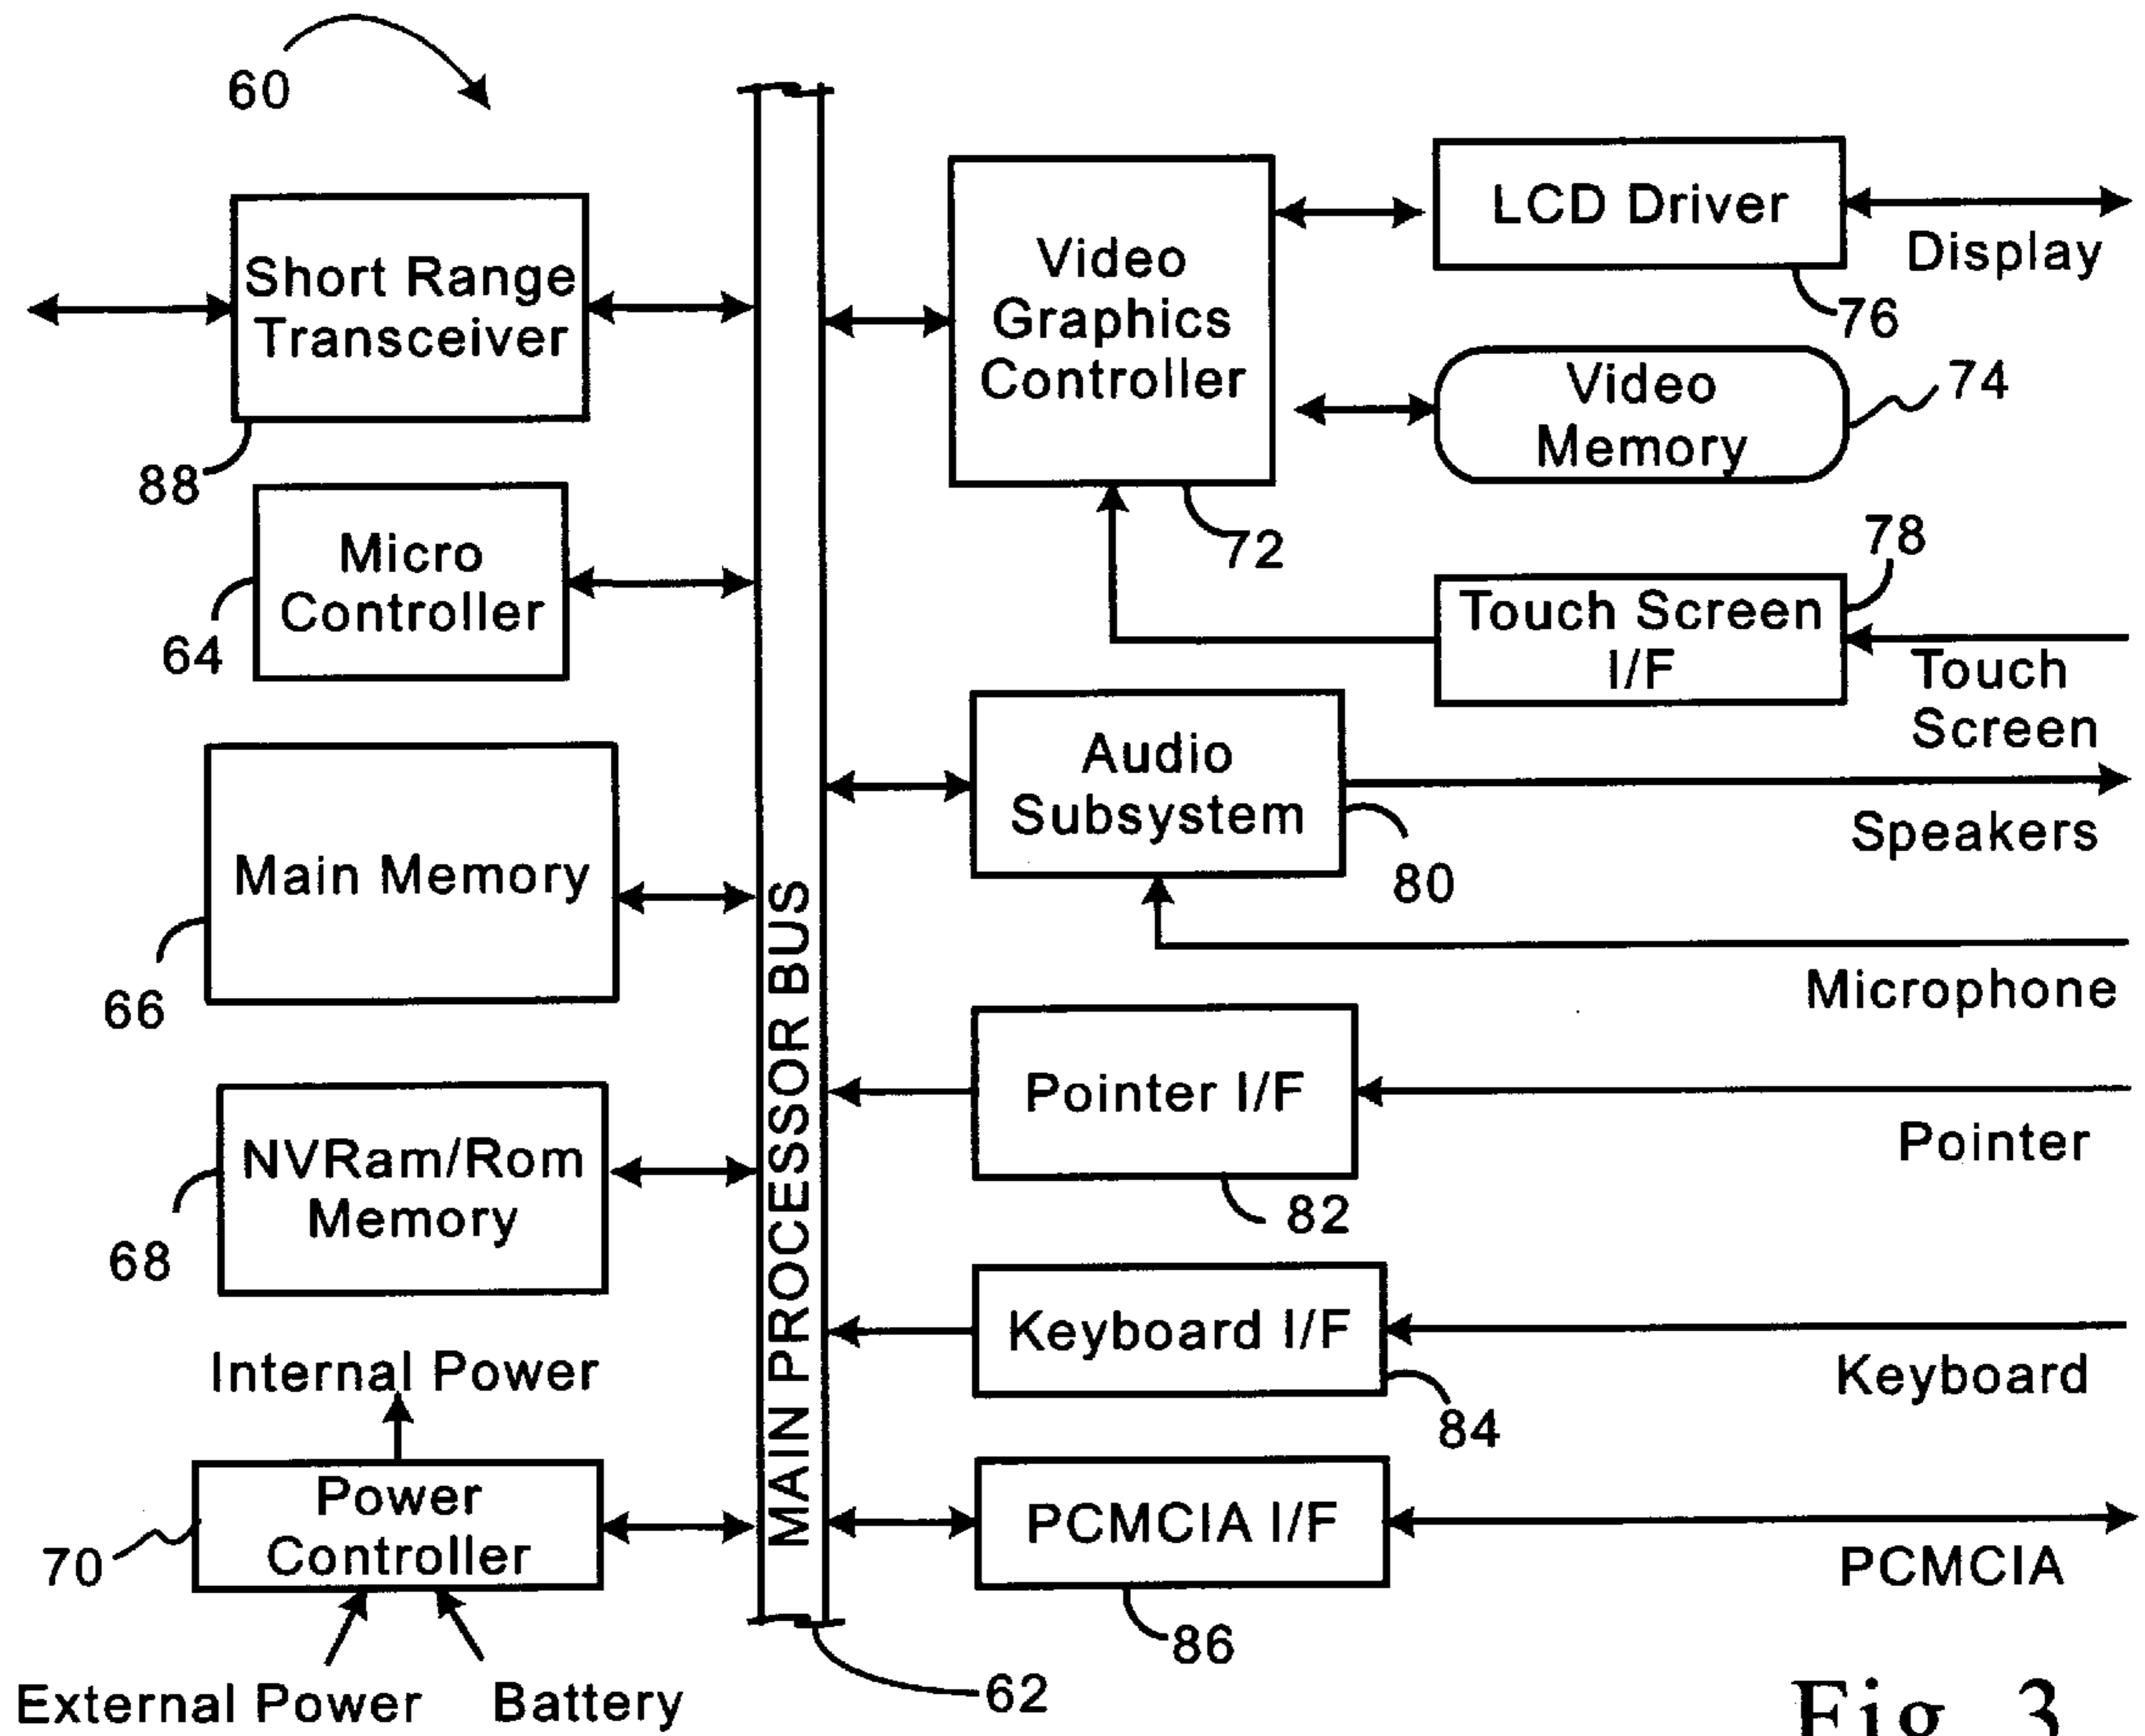 60
Short Range
Transceiver
88
Micro
Controller
64
Main Memory
66
NVRam/Rom
Memory
68
Internal Power
Power
Controller
70
External Power
Battery
MAIN PROCESSOR BUS
62
Video
Graphics
Controller
72
LCD Driver
Display
76
Video
Memory
74
78
Touch Screen
I/F
Touch
Screen
Audio
Subsystem
80
Speakers
Microphone
Pointer I/F
82
Pointer
Keyboard I/F
84
Keyboard
PCMCIA I/F
86
PCMCIA
Fig. 3